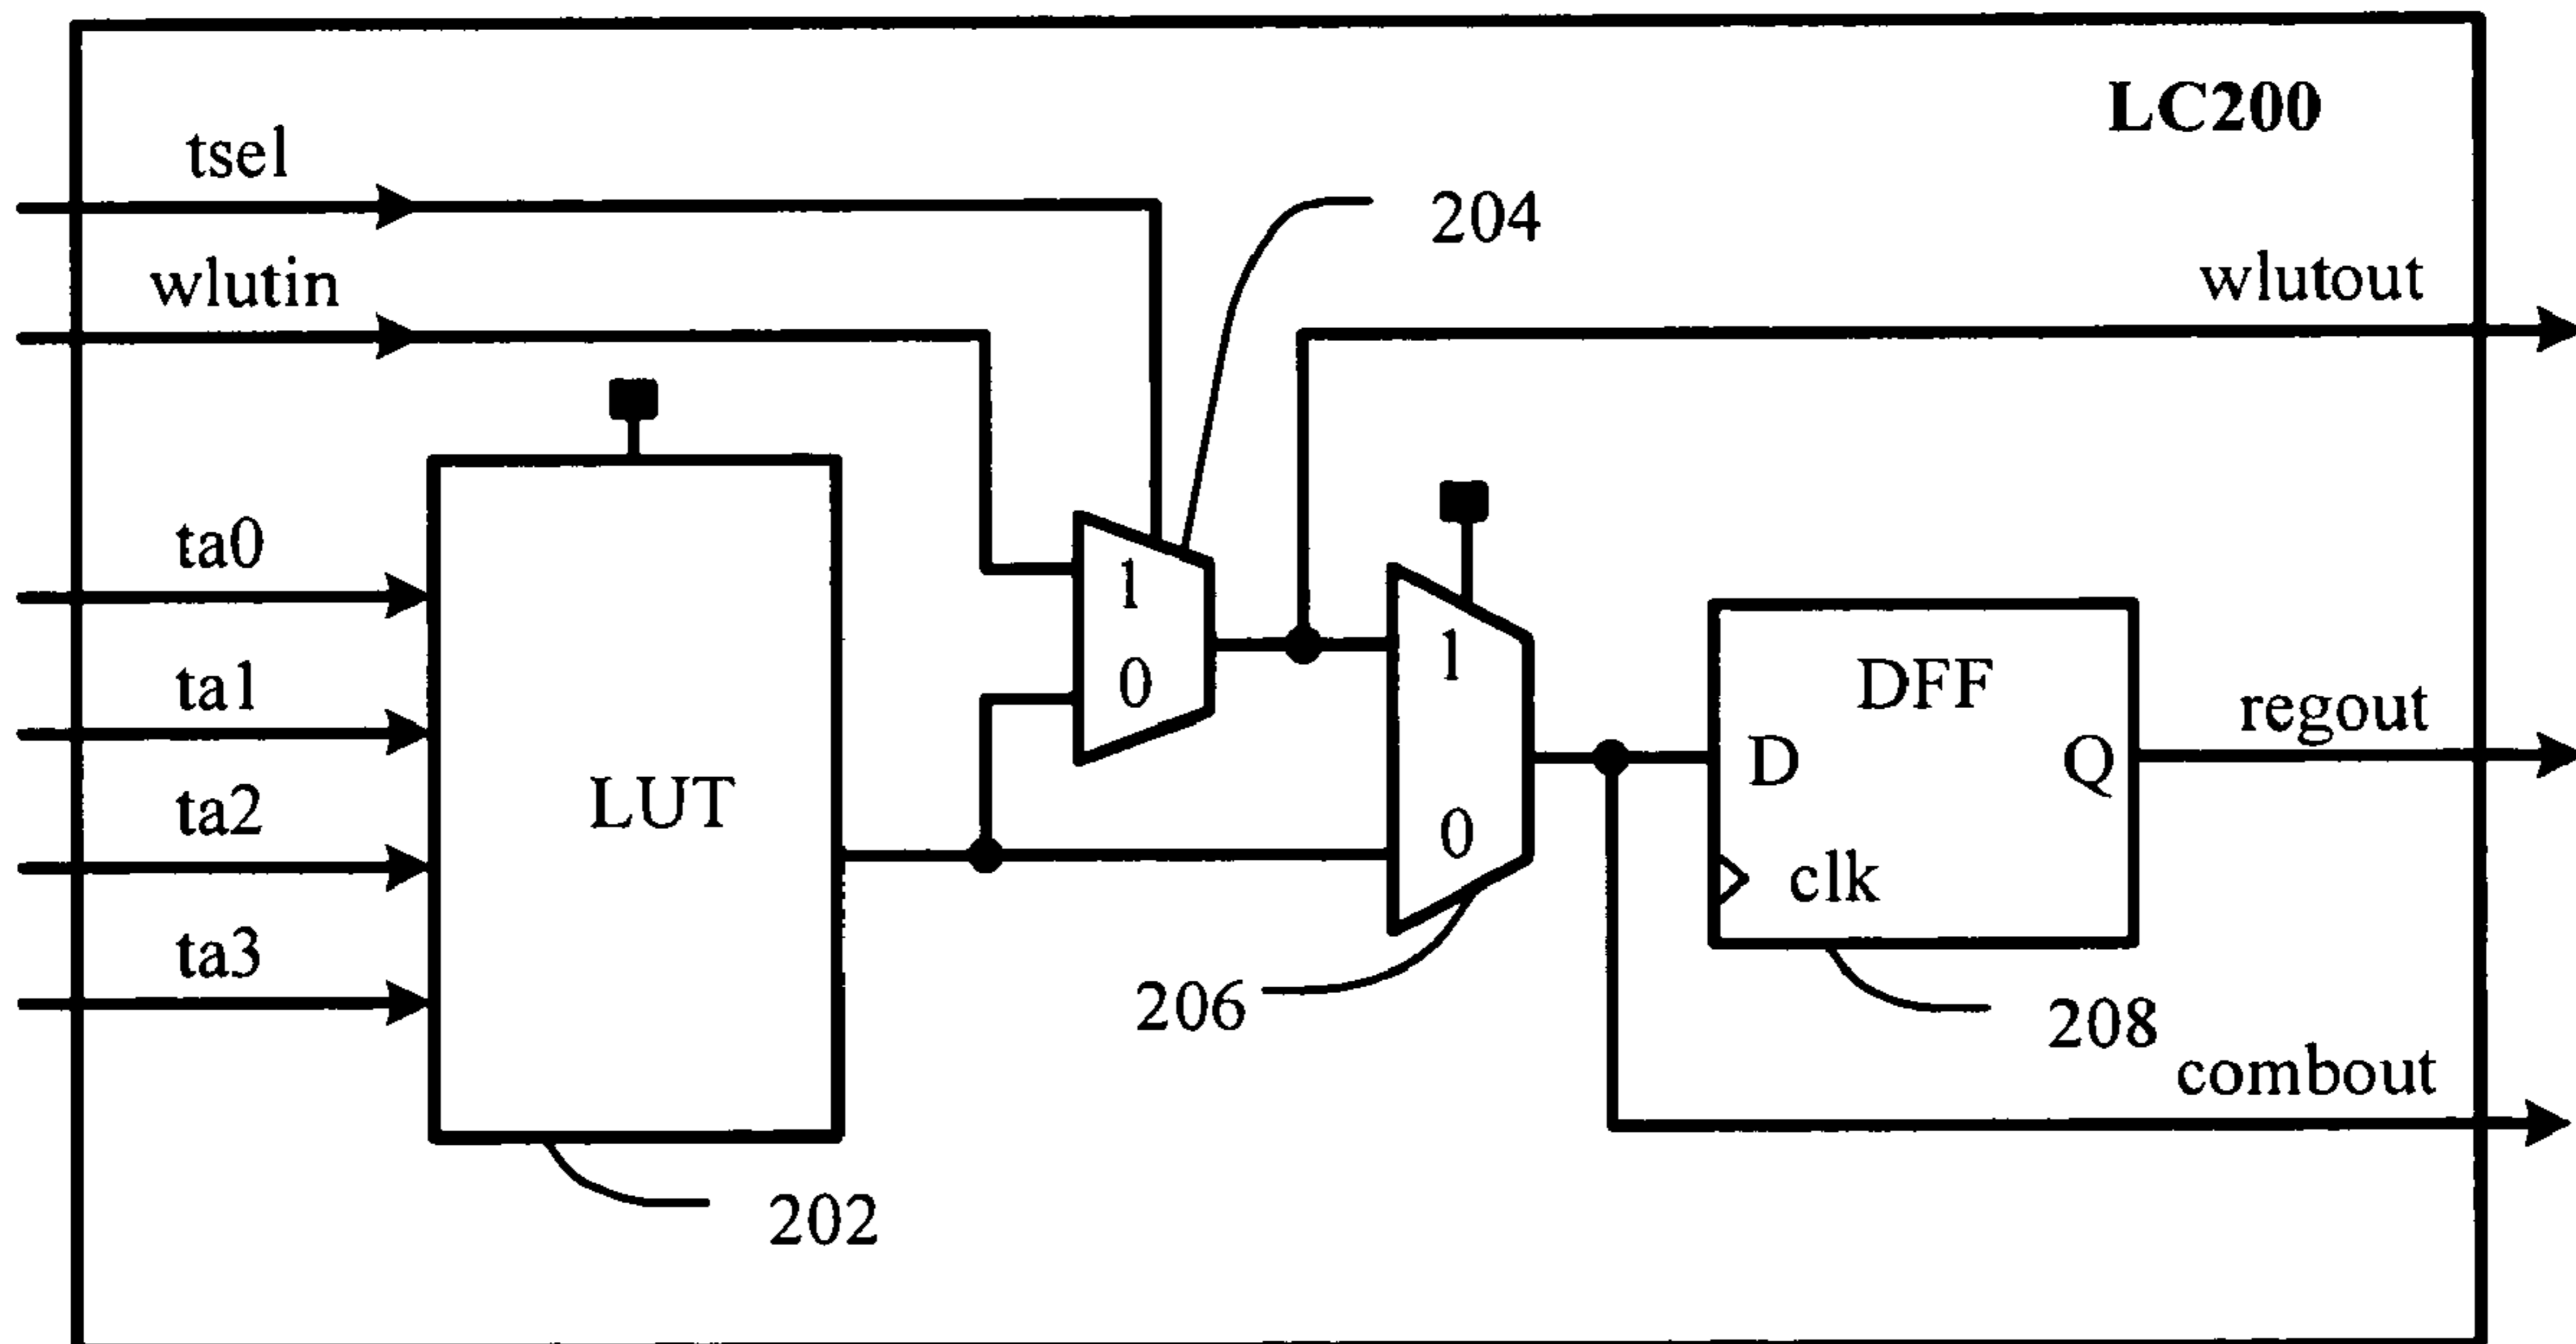 LC200
tsel
204
wlutin
wlutout
ta0
1
ta1
0
1
DFF
regout
D
Q
ta2
LUT
0
clk
ta3
206
208
combout
202